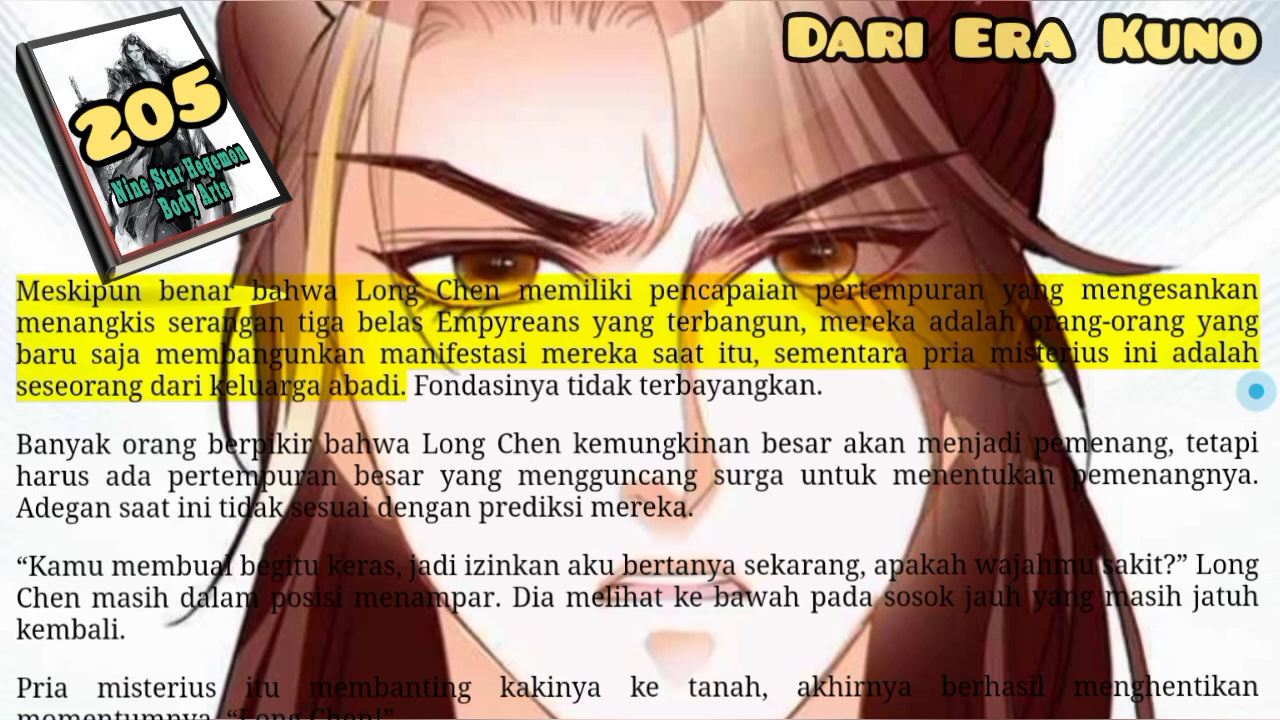 DARI ERA KUNO
205
Nine Star Hegemon
Body Arts
Meskipun benar bahwa Long Chen memiliki pencapaian pertempuran yang mengesankan
menangkis serangan tiga belas Empyreans yang terbangun, mereka adalah orang-orang yang
baru saja membangunkan manifestasi mereka saat itu, sementara pria misterius ini adalah
seseorang dari keluarga abadi. Fondasinya tidak terbayangkan.
Banyak orang berpikir bahwa Long Chen kemungkinan besar akan menjadi pemenang, tetapi
harus ada pertempuran besar yang mengguncang surga untuk menentukan pemenangnya.
Adegan saat ini tidak sesuai dengan prediksi mereka.
“Kamu membual begitu keras, jadi izinkan aku bertanya sekarang, apakah wajahmu sakit?” Long
Chen masih dalam posisi menampar. Dia melihat ke bawah pada sosok jauh yang masih jatuh
kembali.
Pria misterius itu membanting kakinya ke tanah, akhirnya berhasil menghentikan
momentumnya. “Long Chen!”